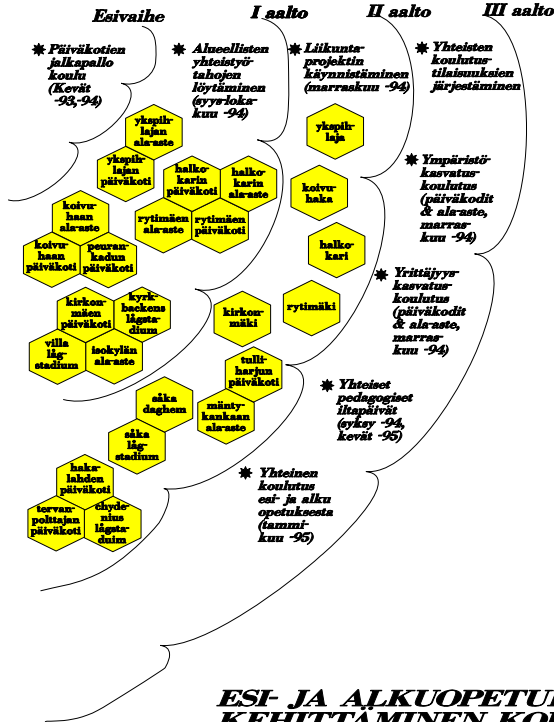 Esivaihe
I aalto
II aalto
III aalto
Päiväkotien
jalkapallo
koulu
(Kevät
-93,-94)
Alueellisten
yhteistyö-
tahojen
löytäminen
(syys-loka-
kuu -94)
Liikunta-
projektin
käynnistäminen
(marraskuu -94)
Yhteisten
koulutus-
tilaisuuksien
järjestäminen
ykspih-
lajan
ala-aste
ykspih-
lajan
päiväkoti
halko-
karin
päiväkoti
halko-
karin
ala-aste
rytimäen
ala-aste
rytimäen
päiväkoti
ykspih-
laja
koivu-
haka
halko-
kari
rytimäki
kirkon-
mäki
Ympäristö-
kasvatus-
koulutus
(päiväkodit
& ala-aste,
marras-
kuu -94)
koivu-
haan
ala-aste
koivu-
haan
päiväkoti
peuran-
kadun
päiväkoti
kirkon-
mäen
päiväkoti
kyrk-
backens
lågsta-
dium
villa
låg-
stadium
isokylän
ala-aste
Yrittäjyys-
kasvatus-
koulutus
(päiväkodit
& ala-aste,
marras-
kuu -94)
tulli-
harjun
päiväkoti
mänty-
kankaan
ala-aste
såka
daghem
såka
låg-
stadium
Yhteiset
pedagogiset
iltapäivät
(syksy -94,
kevät -95)
haka-
lahden
päiväkoti
tervan-
polttajan
päiväkoti
chyde-
nius
lågsta-
duim
Yhteinen
koulutus
esi- ja alku
opetuksesta
(tammi-
kuu -95)
ESI- JA ALKUOPETU
KEHITTÄMINEN KO